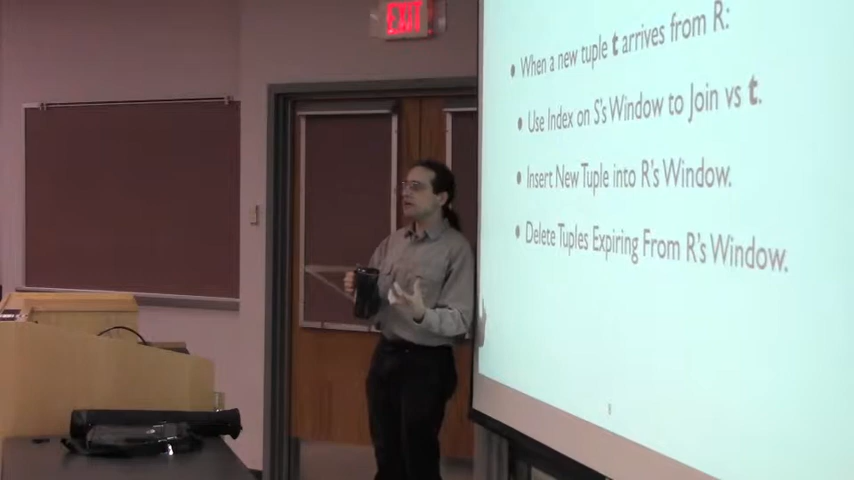 EXIT
• When a new tuple t arrives from R:
• Use Index on S's Window to Join vs t.
• Insert New Tuple into R's Window.
• Delete Tuples Expiring From R's Window.
8